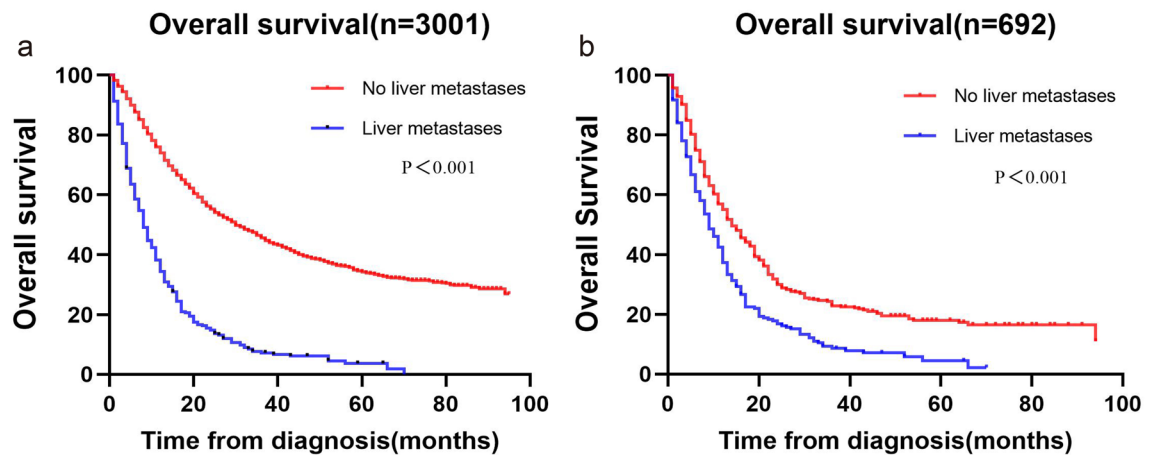 a
Overall survival(n=3001)
No liver metastases
Liver metastases
P＜0.001
Overall survival
100
80
60
40
20
0
0 20 40 60 80 100
Time from diagnosis(months)
b
Overall survival(n=692)
No liver metastases
Liver metastases
P＜0.001
Overall Survival
100
80
60
40
20
0
0 20 40 60 80 100
Time from diagnosis(months)